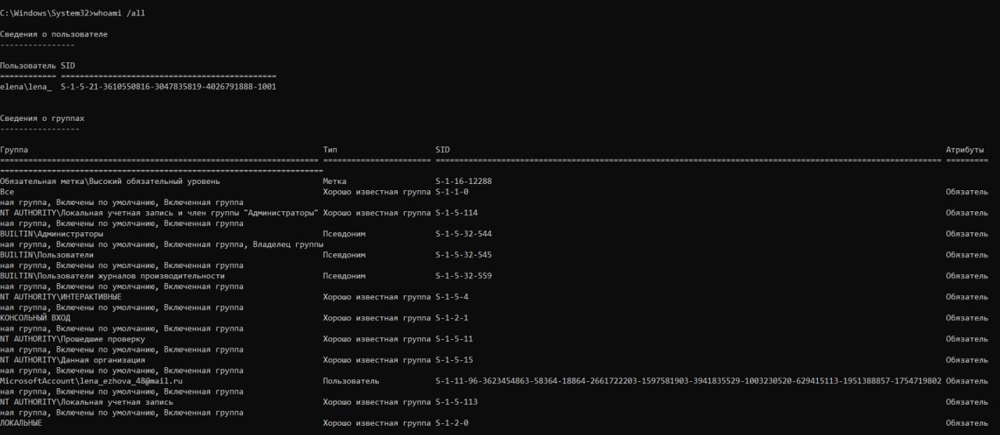 C:\Windows\System32>whoami /all
Сведения о пользователе
----------------
Пользователь SID
============ ==============================================
elena\lena_ S-1-5-21-3610550816-3047835819-4026791888-1001
Сведения о группах
-----------------
Группа Тип SID Атрибуты
==================================================================== ======================= ============================================================================================================ =========
=====================================================================
Обязательная метка\Высокий обязательный уровень Метка S-1-16-12288
Все Хорошо известная группа S-1-1-0 Обязатель
ная группа, Включены по умолчанию, Включенная группа
NT AUTHORITY\Локальная учетная запись и член группы "Администраторы" Хорошо известная группа S-1-5-114 Обязатель
ная группа, Включены по умолчанию, Включенная группа
BUILTIN\Администраторы Псевдоним S-1-5-32-544 Обязатель
ная группа, Включены по умолчанию, Включенная группа, Владелец группы
BUILTIN\Пользователи Псевдоним S-1-5-32-545 Обязатель
ная группа, Включены по умолчанию, Включенная группа
BUILTIN\Пользователи журналов производительности Псевдоним S-1-5-32-559 Обязатель
ная группа, Включены по умолчанию, Включенная группа
NT AUTHORITY\ИНТЕРАКТИВНЫЕ Хорошо известная группа S-1-5-4 Обязатель
ная группа, Включены по умолчанию, Включенная группа
КОНСОЛЬНЫЙ ВХОД Хорошо известная группа S-1-2-1 Обязатель
ная группа, Включены по умолчанию, Включенная группа
NT AUTHORITY\Прошедшие проверку Хорошо известная группа S-1-5-11 Обязатель
ная группа, Включены по умолчанию, Включенная группа
NT AUTHORITY\Данная организация Хорошо известная группа S-1-5-15 Обязатель
ная группа, Включены по умолчанию, Включенная группа
MicrosoftAccount\lena_ezhova_48@mail.ru Пользователь S-1-11-96-3623454863-58364-18864-2661722203-1597581903-3941835529-1003230520-629415113-1951388857-1754719802 Обязатель
ная группа, Включены по умолчанию, Включенная группа
NT AUTHORITY\Локальная учетная запись Хорошо известная группа S-1-5-113 Обязатель
ная группа, Включены по умолчанию, Включенная группа
ЛОКАЛЬНЫЕ Хорошо известная группа S-1-2-0 Обязатель